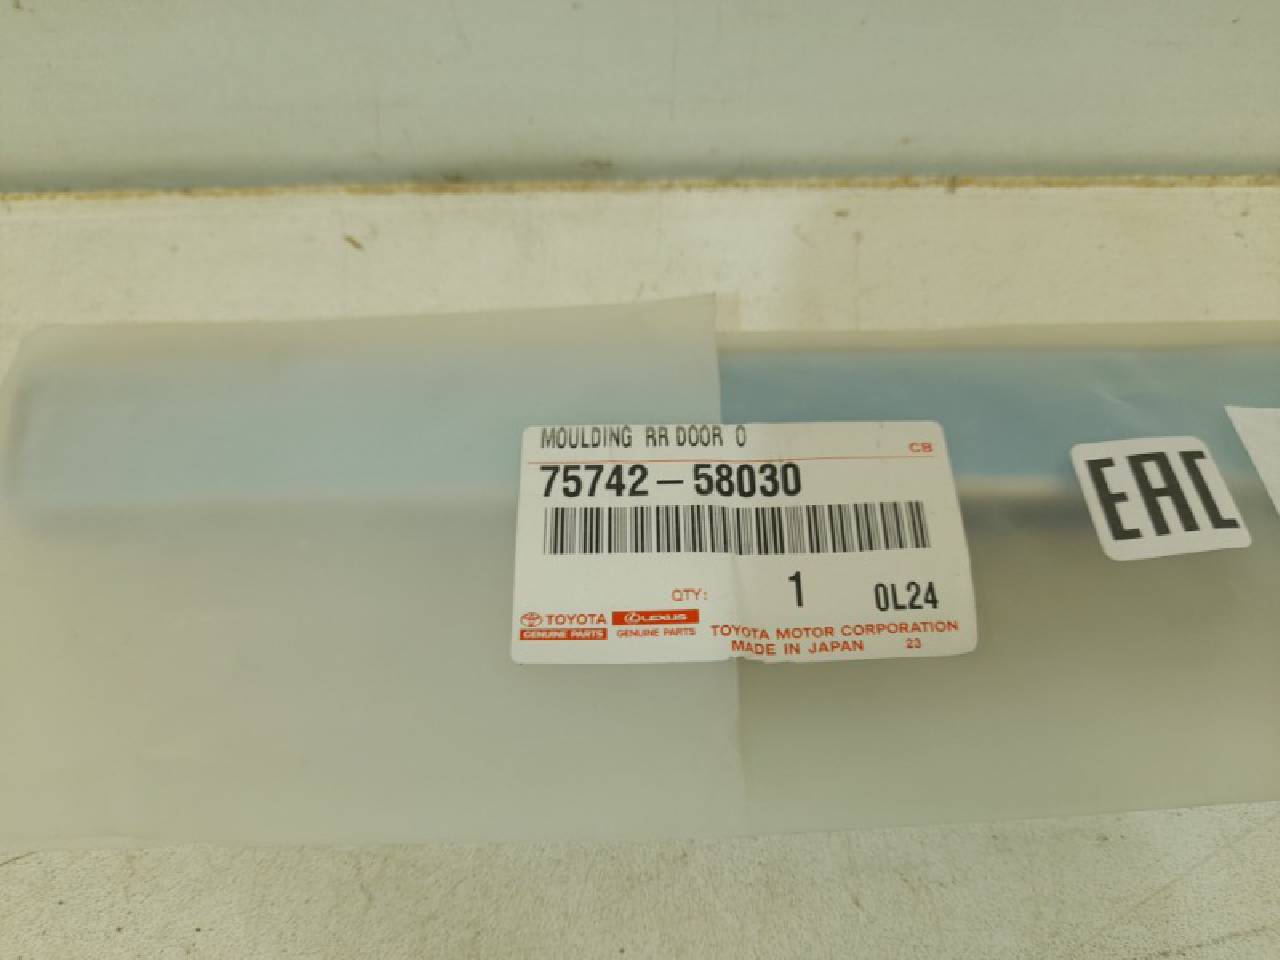 MOULDING RR DOOR O
CB
75742-58030
QTY: 1 0L24
TOYOTA LEXUS
GENUINE PARTS GENUINE PARTS
TOYOTA MOTOR CORPORATION
MADE IN JAPAN 23
EAC